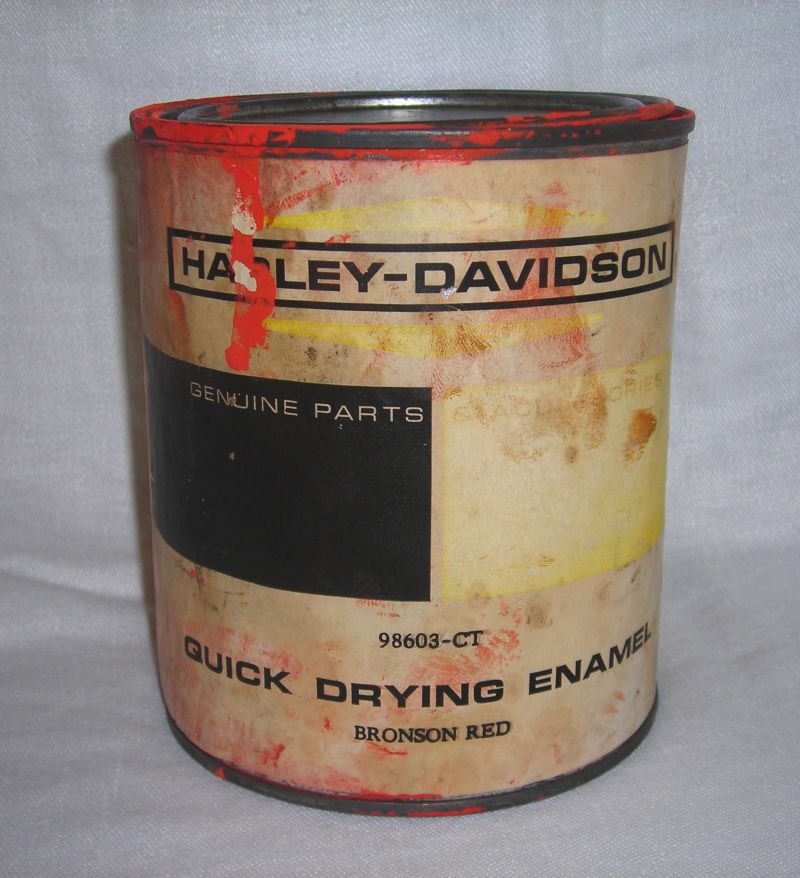 HARLEY-DAVIDSON
GENUINE PARTS & ACCESSORIES
98603-CT
QUICK DRYING ENAMEL
BRONSON RED